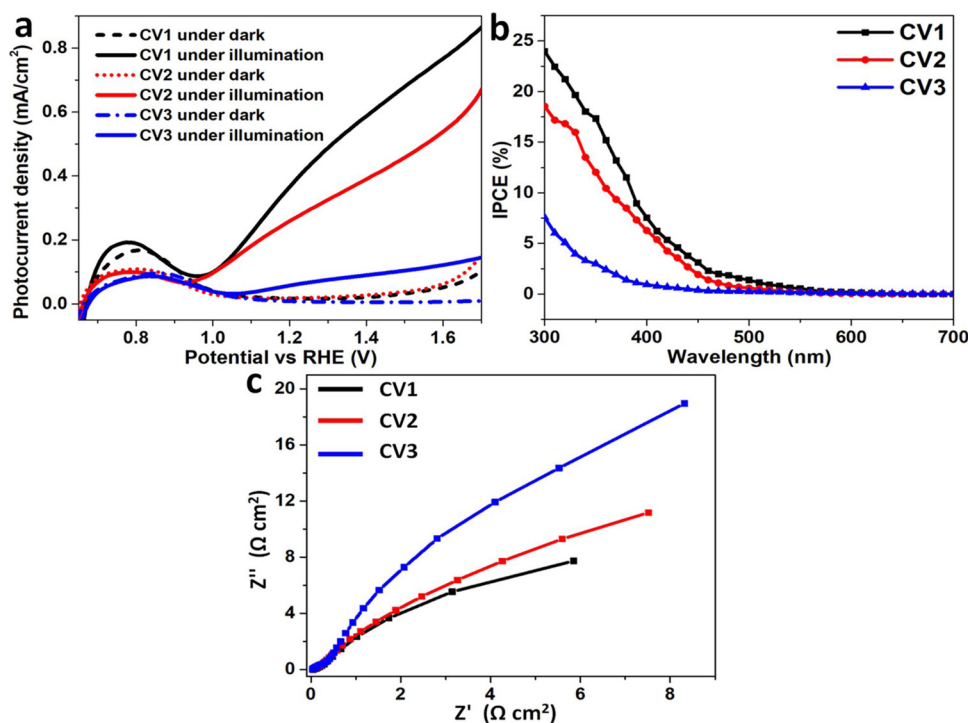 a
CV1 under dark
CV1 under illumination
CV2 under dark
CV2 under illumination
CV3 under dark
CV3 under illumination
Photocurrent density (mA/cm²)
0.8
0.6
0.4
0.2
0.0
0.8 1.0 1.2 1.4 1.6
Potential vs RHE (V)
b
CV1
CV2
CV3
IPCE (%)
25
20
15
10
5
0
300 400 500 600 700
Wavelength (nm)
c
CV1
CV2
CV3
Z'' (Ω cm²)
20
16
12
8
4
0
0 2 4 6 8
Z' (Ω cm²)